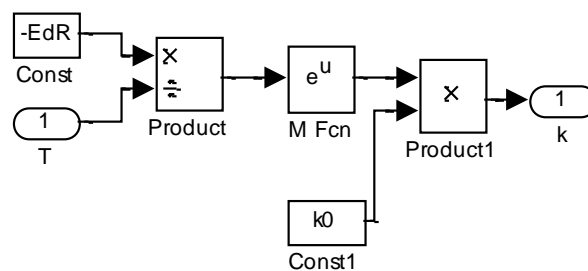 -EdR
Const
1
T
×
÷
Product
e^u
M Fcn
k0
Const1
×
Product1
1
k